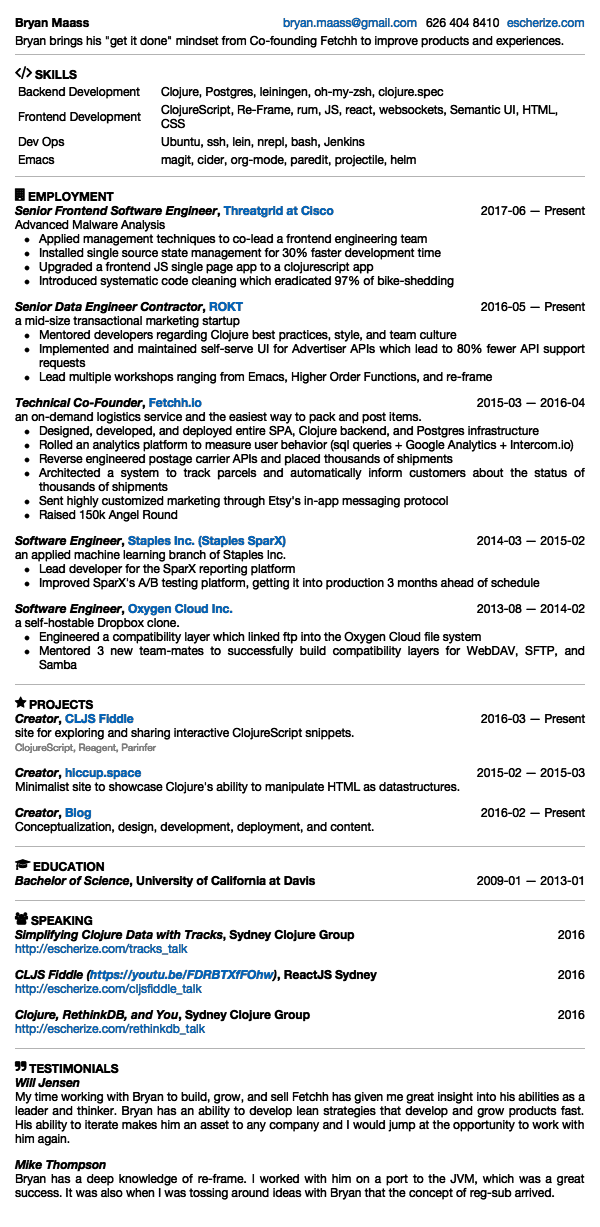 Bryan Maass bryan.maass@gmail.com 626 404 8410 escherize.com
Bryan brings his "get it done" mindset from Co-founding Fetchh to improve products and experiences.
</> SKILLS
Backend Development Clojure, Postgres, leiningen, oh-my-zsh, clojure.spec
Frontend Development ClojureScript, Re-Frame, rum, JS, react, websockets, Semantic UI, HTML,
CSS
Dev Ops Ubuntu, ssh, lein, nrepl, bash, Jenkins
Emacs magit, cider, org-mode, paredit, projectile, helm
EMPLOYMENT
Senior Frontend Software Engineer, Threatgrid at Cisco 2017-06 — Present
Advanced Malware Analysis
• Applied management techniques to co-lead a frontend engineering team
• Installed single source state management for 30% faster development time
• Upgraded a frontend JS single page app to a clojurescript app
• Introduced systematic code cleaning which eradicated 97% of bike-shedding
Senior Data Engineer Contractor, ROKT 2016-05 — Present
a mid-size transactional marketing startup
• Mentored developers regarding Clojure best practices, style, and team culture
• Implemented and maintained self-serve UI for Advertiser APIs which lead to 80% fewer API support
requests
• Lead multiple workshops ranging from Emacs, Higher Order Functions, and re-frame
Technical Co-Founder, Fetchh.io 2015-03 — 2016-04
an on-demand logistics service and the easiest way to pack and post items.
• Designed, developed, and deployed entire SPA, Clojure backend, and Postgres infrastructure
• Rolled an analytics platform to measure user behavior (sql queries + Google Analytics + Intercom.io)
• Reverse engineered postage carrier APIs and placed thousands of shipments
• Architected a system to track parcels and automatically inform customers about the status of
thousands of shipments
• Sent highly customized marketing through Etsy's in-app messaging protocol
• Raised 150k Angel Round
Software Engineer, Staples Inc. (Staples SparX) 2014-03 — 2015-02
an applied machine learning branch of Staples Inc.
• Lead developer for the SparX reporting platform
• Improved SparX's A/B testing platform, getting it into production 3 months ahead of schedule
Software Engineer, Oxygen Cloud Inc. 2013-08 — 2014-02
a self-hostable Dropbox clone.
• Engineered a compatibility layer which linked ftp into the Oxygen Cloud file system
• Mentored 3 new team-mates to successfully build compatibility layers for WebDAV, SFTP, and
Samba
PROJECTS
Creator, CLJS Fiddle 2016-03 — Present
site for exploring and sharing interactive ClojureScript snippets.
ClojureScript, Reagent, Parinfer
Creator, hiccup.space 2015-02 — 2015-03
Minimalist site to showcase Clojure's ability to manipulate HTML as datastructures.
Creator, Blog 2016-02 — Present
Conceptualization, design, development, deployment, and content.
EDUCATION
Bachelor of Science, University of California at Davis 2009-01 — 2013-01
SPEAKING
Simplifying Clojure Data with Tracks, Sydney Clojure Group 2016
http://escherize.com/tracks_talk
CLJS Fiddle (https://youtu.be/FDRBTXfFOhw), ReactJS Sydney 2016
http://escherize.com/cljsfiddle_talk
Clojure, RethinkDB, and You, Sydney Clojure Group 2016
http://escherize.com/rethinkdb_talk
TESTIMONIALS
Will Jensen
My time working with Bryan to build, grow, and sell Fetchh has given me great insight into his abilities as a
leader and thinker. Bryan has an ability to develop lean strategies that develop and grow products fast.
His ability to iterate makes him an asset to any company and I would jump at the opportunity to work with
him again.
Mike Thompson
Bryan has a deep knowledge of re-frame. I worked with him on a port to the JVM, which was a great
success. It was also when I was tossing around ideas with Bryan that the concept of reg-sub arrived.